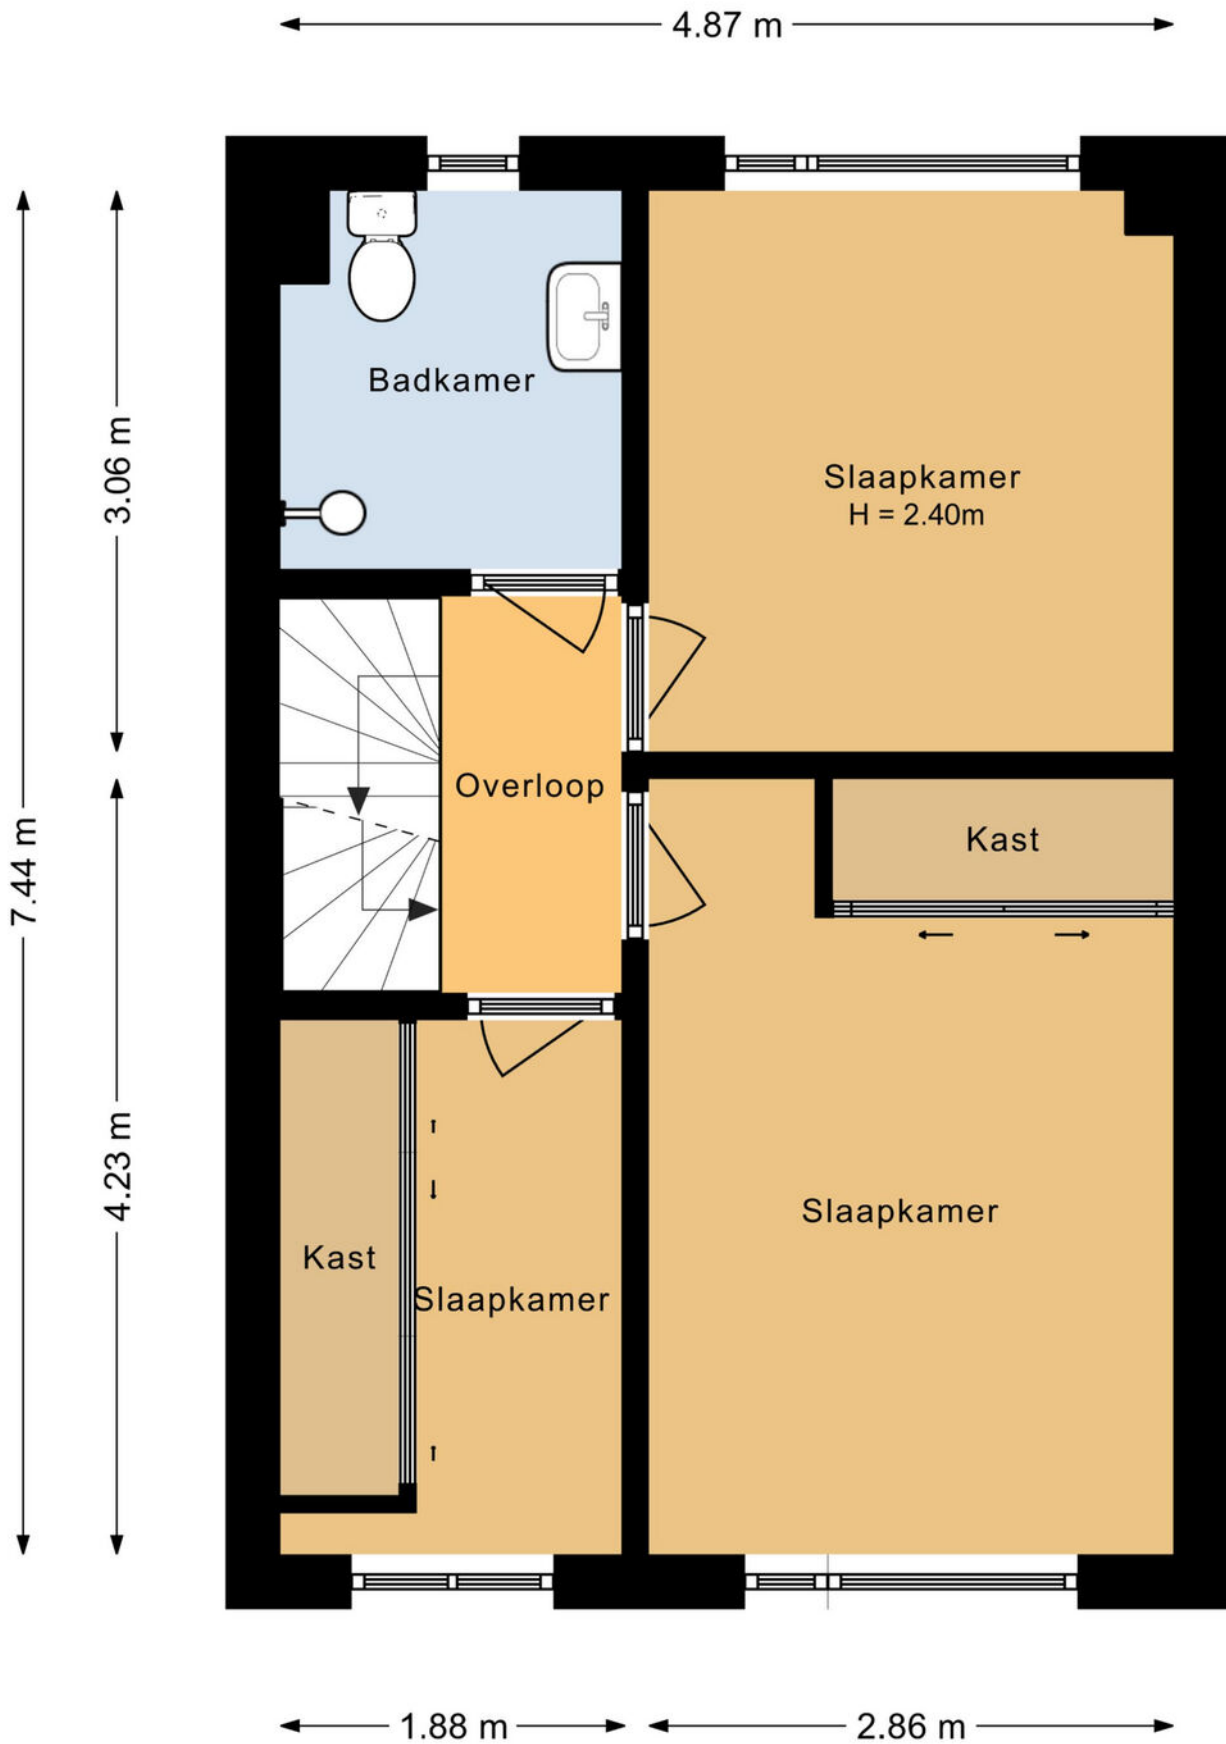 4.87 m
Badkamer
3.06 m
Slaapkamer
H = 2.40m
Overloop
Kast
7.44 m
4.23 m
Slaapkamer
Kast
Slaapkamer
1.88 m
2.86 m